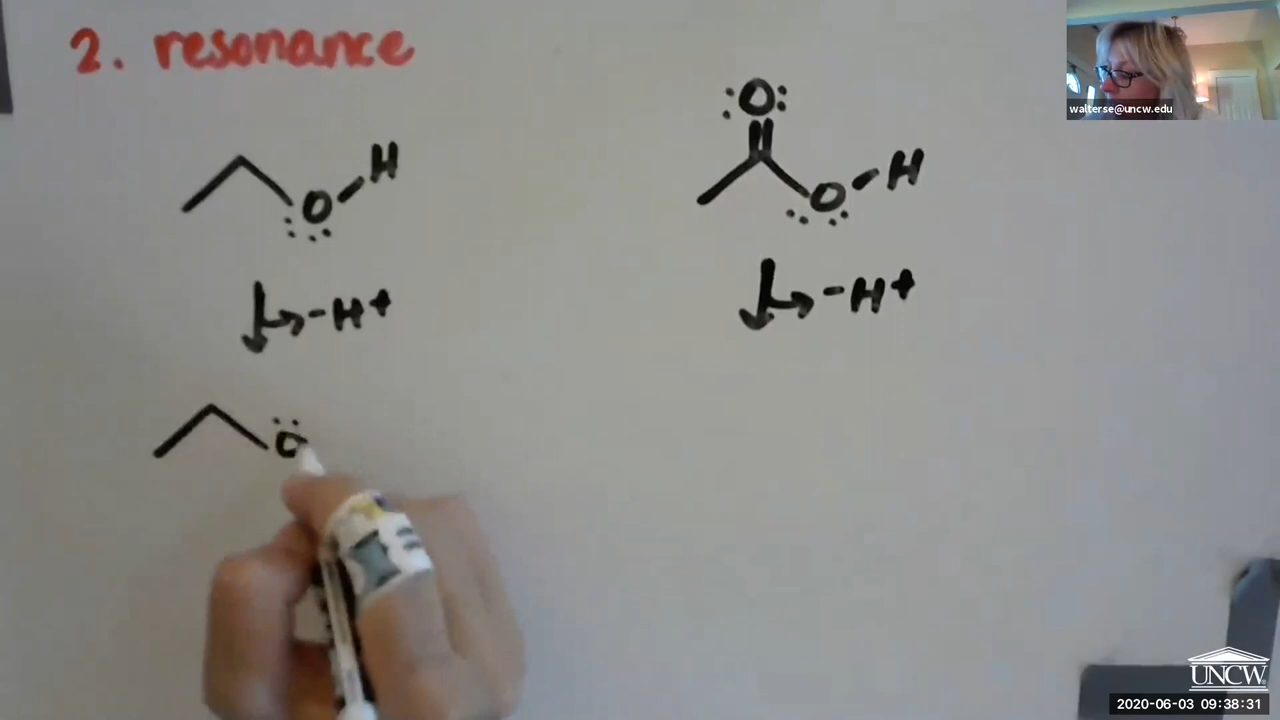 2. resonance
walterse@uncw.edu
:O:
H
O
H
O
-H+
-H+
O
UNCW
2020-06-03 09:38:31